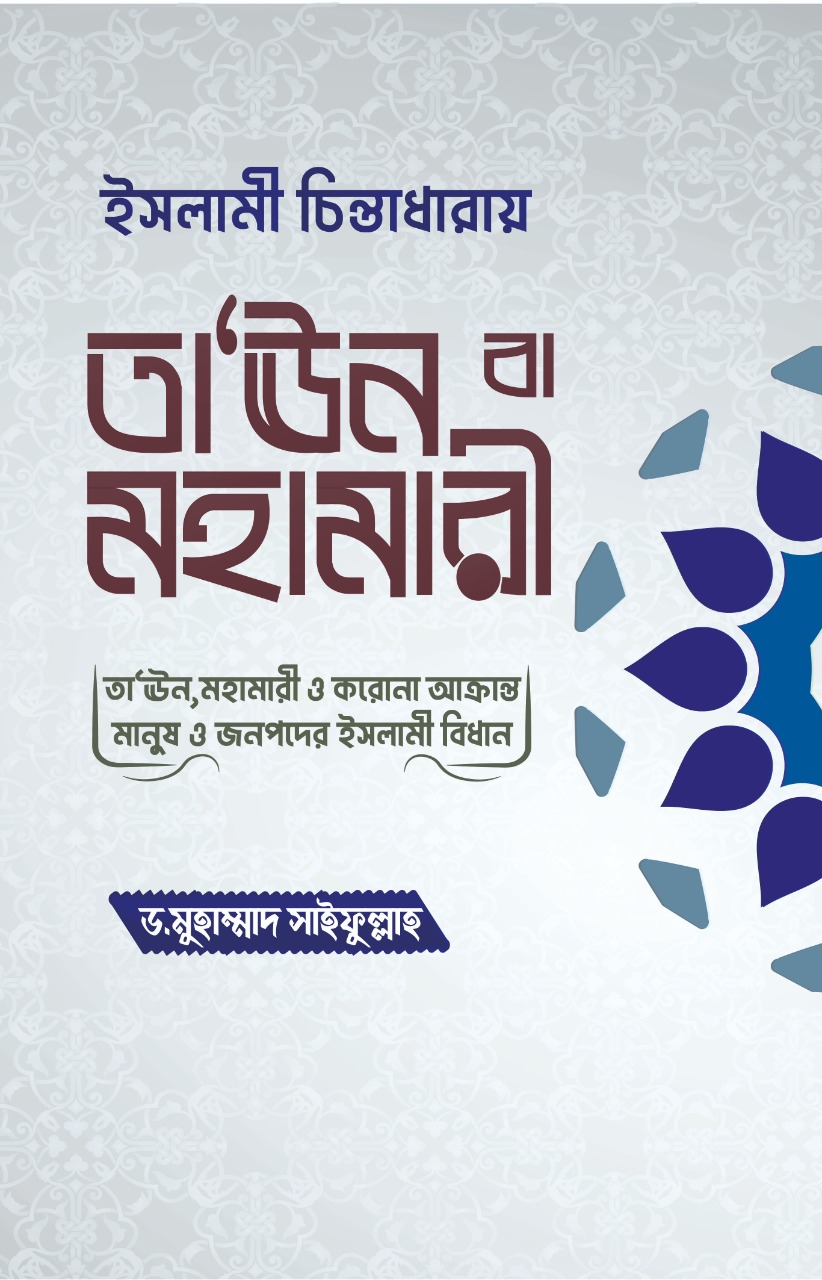 ইসলামী চিন্তাধারায়
তা‘ঊন বা
মহামারী
তা‘ঊন,মহামারী ও করোনা আক্রান্ত
মানুষ ও জনপদের ইসলামী বিধান
ড.মুহাম্মাদ সাইফুল্লাহ